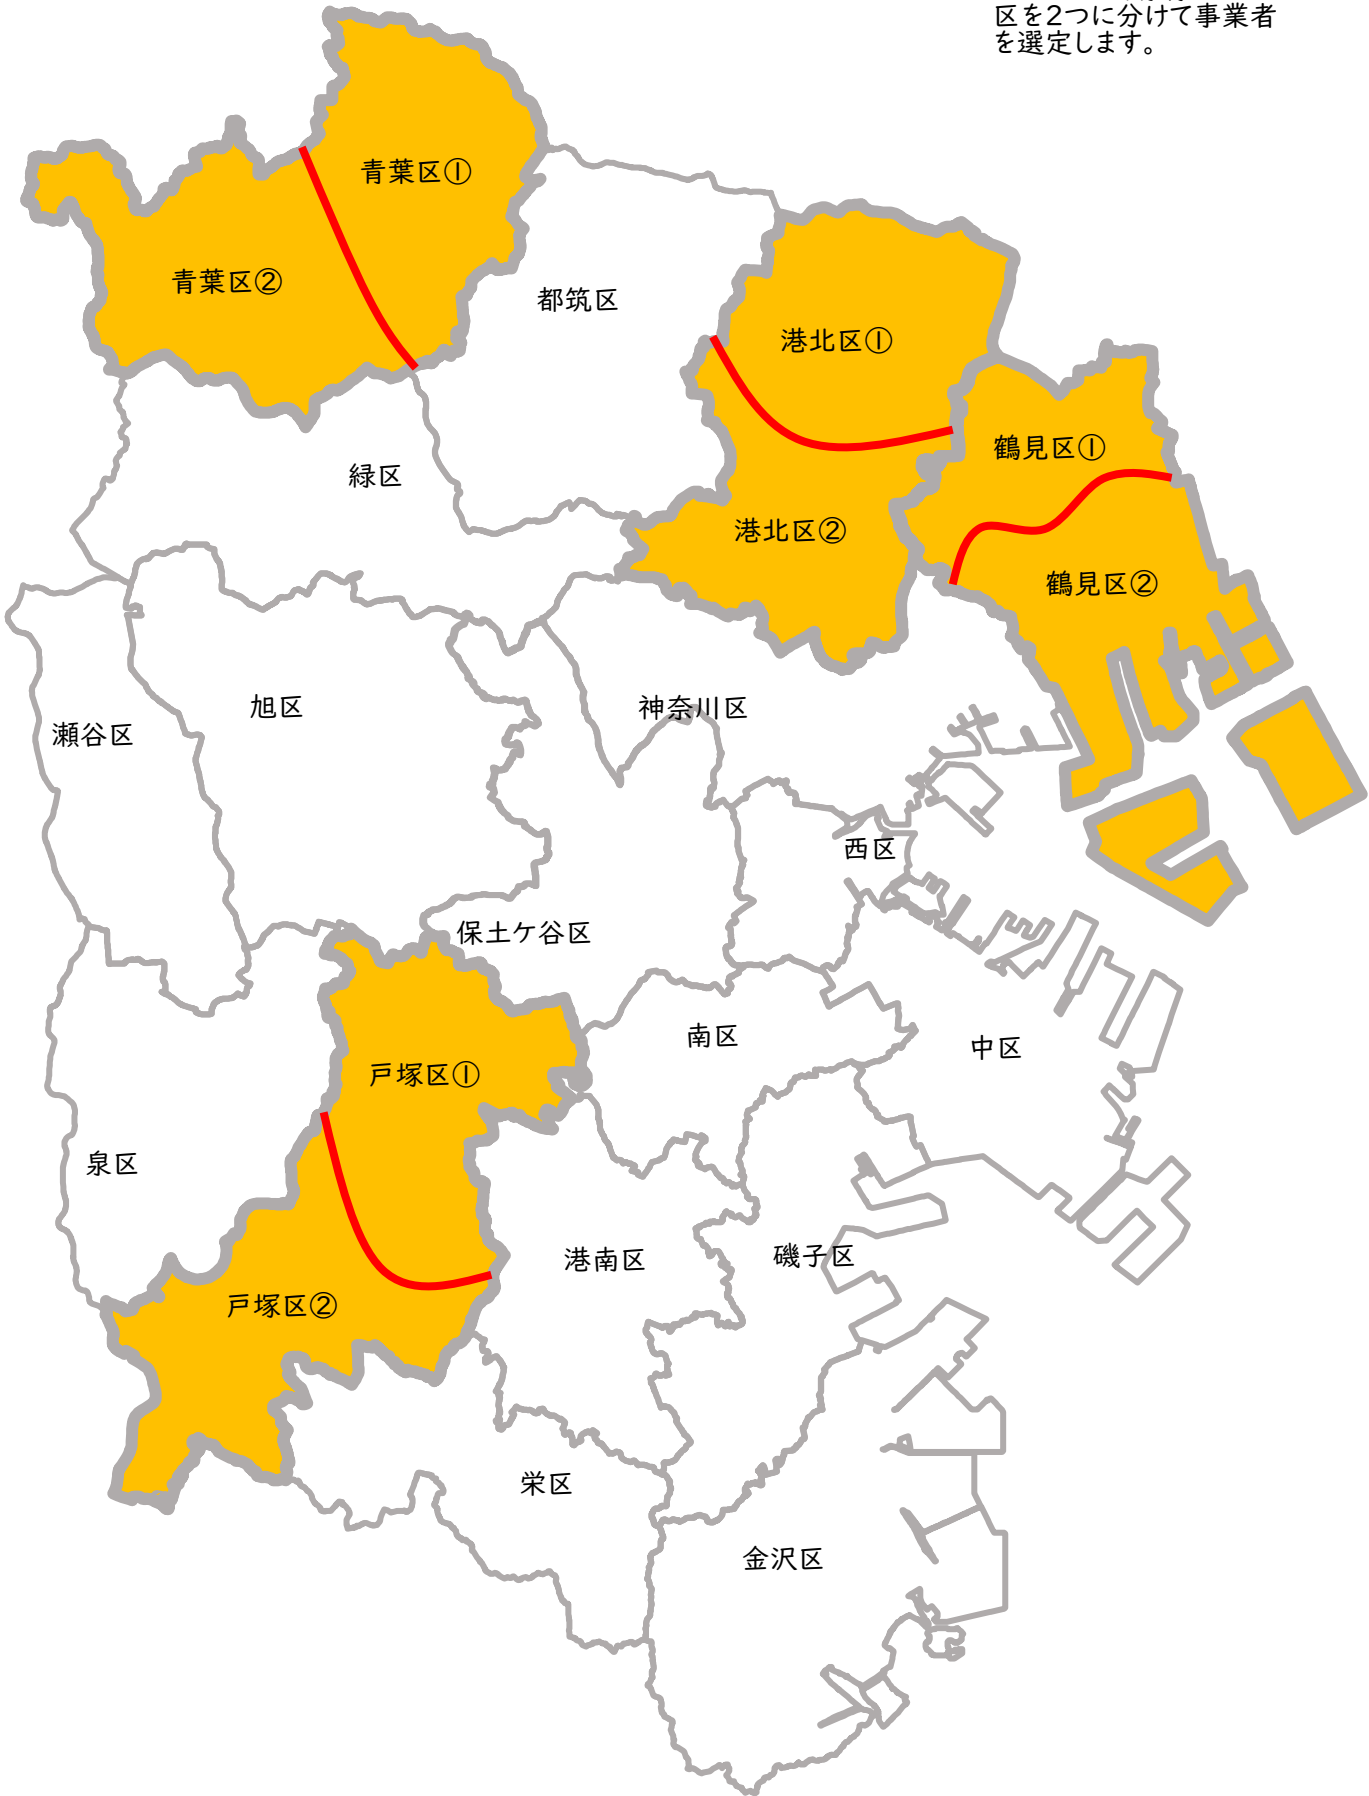 区を2つに分けて事業者
を選定します。
青葉区①
青葉区②
都筑区
港北区①
鶴見区①
緑区
港北区②
鶴見区②
旭区
神奈川区
瀬谷区
西区
保土ケ谷区
南区
中区
戸塚区①
泉区
港南区
磯子区
戸塚区②
栄区
金沢区